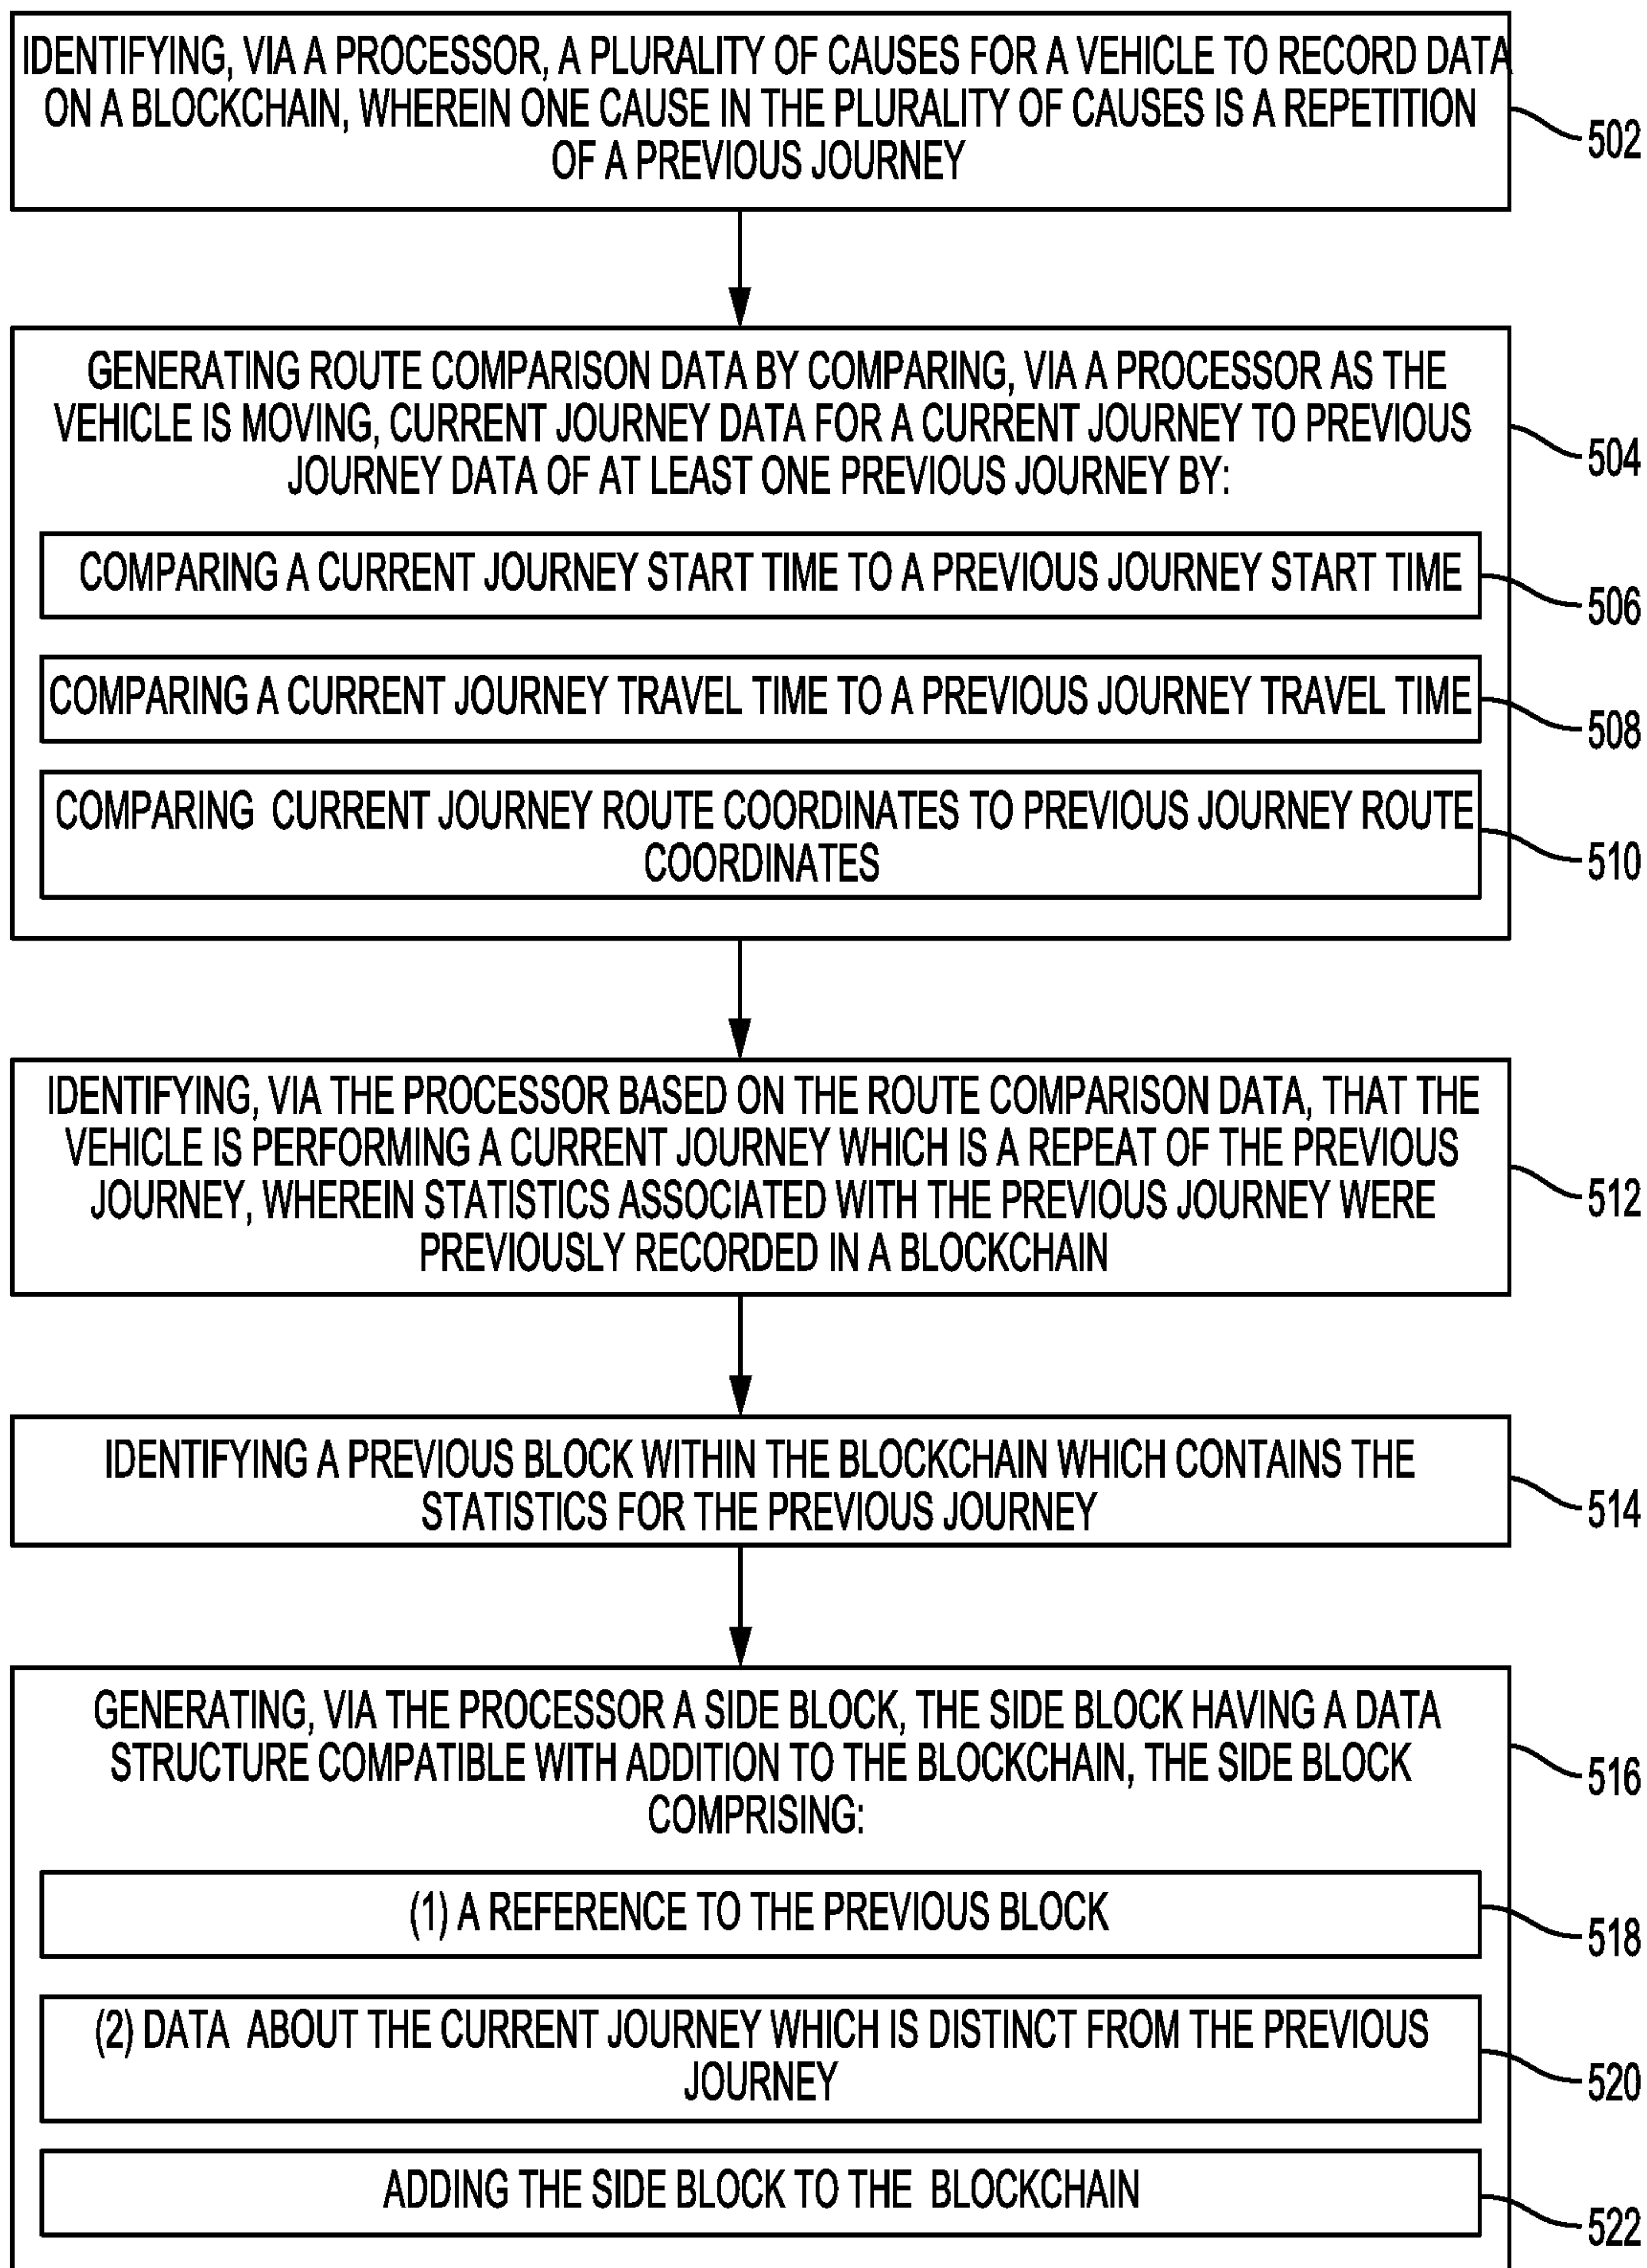 IDENTIFYING, VIA A PROCESSOR, A PLURALITY OF CAUSES FOR A VEHICLE TO RECORD DATA
ON A BLOCKCHAIN, WHEREIN ONE CAUSE IN THE PLURALITY OF CAUSES IS A REPETITION
OF A PREVIOUS JOURNEY
502
GENERATING ROUTE COMPARISON DATA BY COMPARING, VIA A PROCESSOR AS THE
VEHICLE IS MOVING, CURRENT JOURNEY DATA FOR A CURRENT JOURNEY TO PREVIOUS
JOURNEY DATA OF AT LEAST ONE PREVIOUS JOURNEY BY:
504
COMPARING A CURRENT JOURNEY START TIME TO A PREVIOUS JOURNEY START TIME
506
COMPARING A CURRENT JOURNEY TRAVEL TIME TO A PREVIOUS JOURNEY TRAVEL TIME
508
COMPARING CURRENT JOURNEY ROUTE COORDINATES TO PREVIOUS JOURNEY ROUTE
COORDINATES
510
IDENTIFYING, VIA THE PROCESSOR BASED ON THE ROUTE COMPARISON DATA, THAT THE
VEHICLE IS PERFORMING A CURRENT JOURNEY WHICH IS A REPEAT OF THE PREVIOUS
JOURNEY, WHEREIN STATISTICS ASSOCIATED WITH THE PREVIOUS JOURNEY WERE
PREVIOUSLY RECORDED IN A BLOCKCHAIN
512
IDENTIFYING A PREVIOUS BLOCK WITHIN THE BLOCKCHAIN WHICH CONTAINS THE
STATISTICS FOR THE PREVIOUS JOURNEY
514
GENERATING, VIA THE PROCESSOR A SIDE BLOCK, THE SIDE BLOCK HAVING A DATA
STRUCTURE COMPATIBLE WITH ADDITION TO THE BLOCKCHAIN, THE SIDE BLOCK
COMPRISING:
516
(1) A REFERENCE TO THE PREVIOUS BLOCK
518
(2) DATA ABOUT THE CURRENT JOURNEY WHICH IS DISTINCT FROM THE PREVIOUS
JOURNEY
520
ADDING THE SIDE BLOCK TO THE BLOCKCHAIN
522